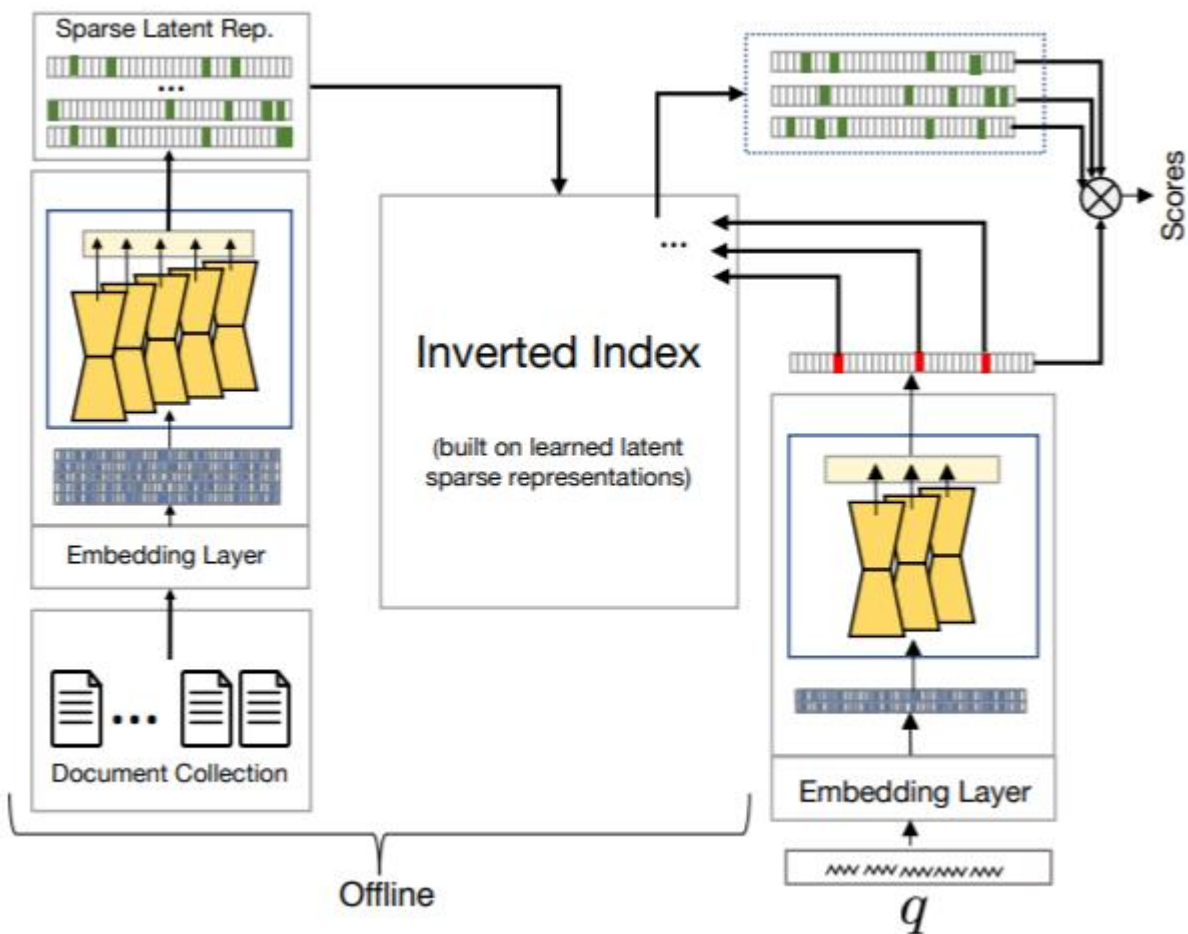 Sparse Latent Rep.
...
Scores
...
Inverted Index
(built on learned latent
sparse representations)
Embedding Layer
...
Document Collection
Embedding Layer
Offline
q